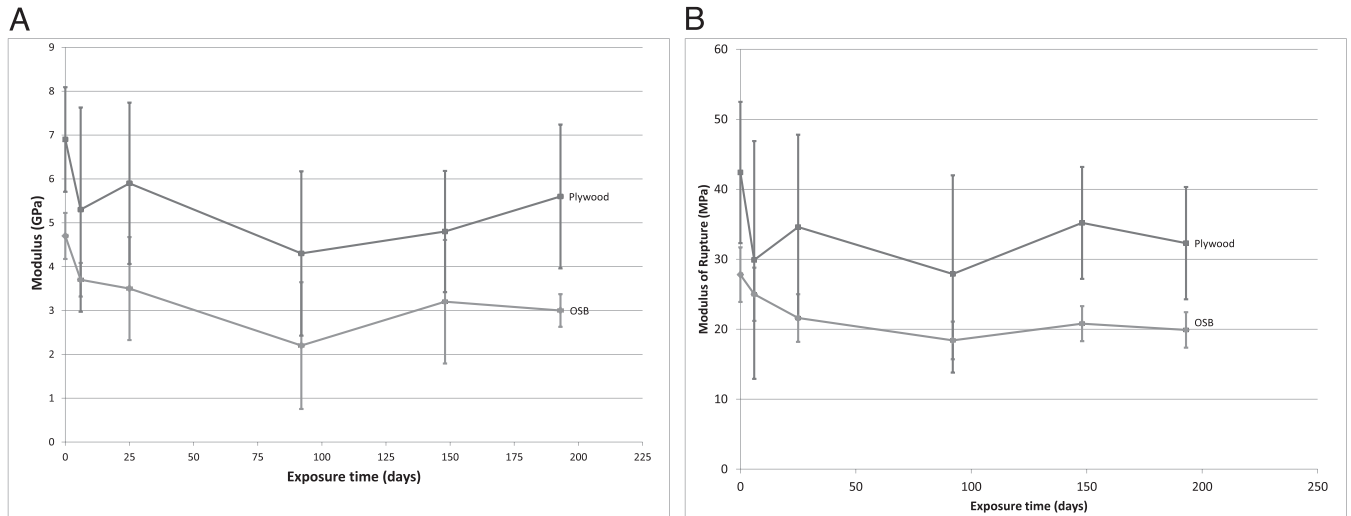 A
9
8
7
6
5
4
3
2
1
0
Modulus (GPa)
Plywood
OSB
0 25 50 75 100 125 150 175 200 225
Exposure time (days)
B
60
50
40
30
20
10
0
Modulus of Rupture (MPa)
Plywood
OSB
0 50 100 150 200 250
Exposure time (days)